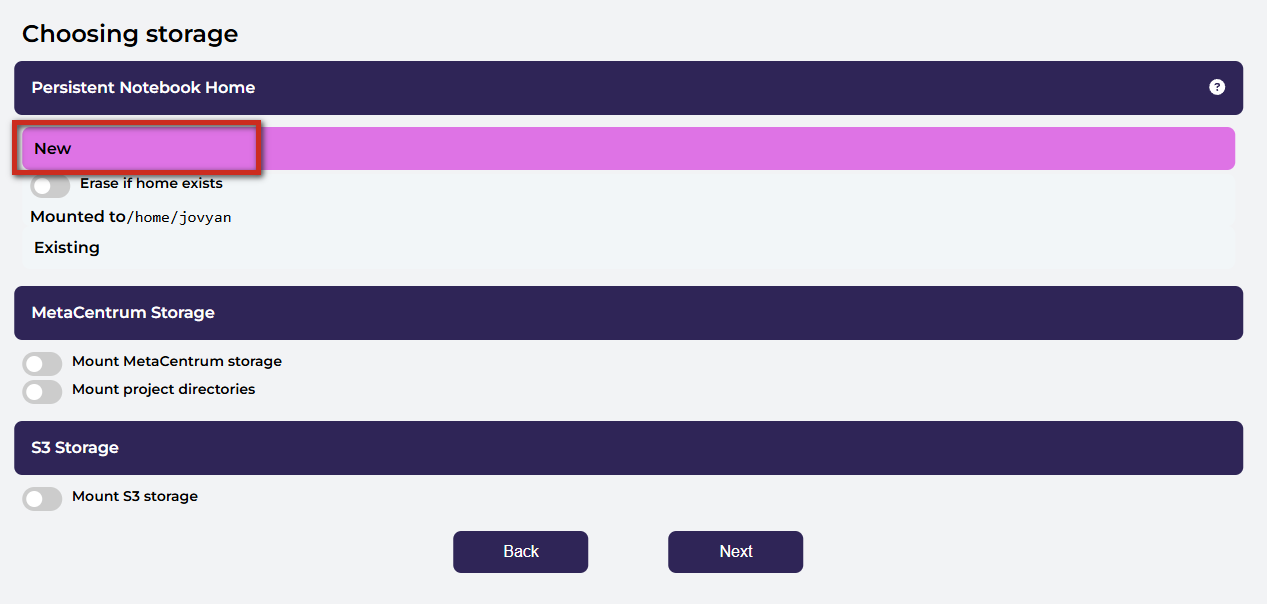 Choosing storage
Persistent Notebook Home
?
New
Erase if home exists
Mounted to/home/jovyan
Existing
MetaCentrum Storage
Mount MetaCentrum storage
Mount project directories
S3 Storage
Mount S3 storage
Back Next